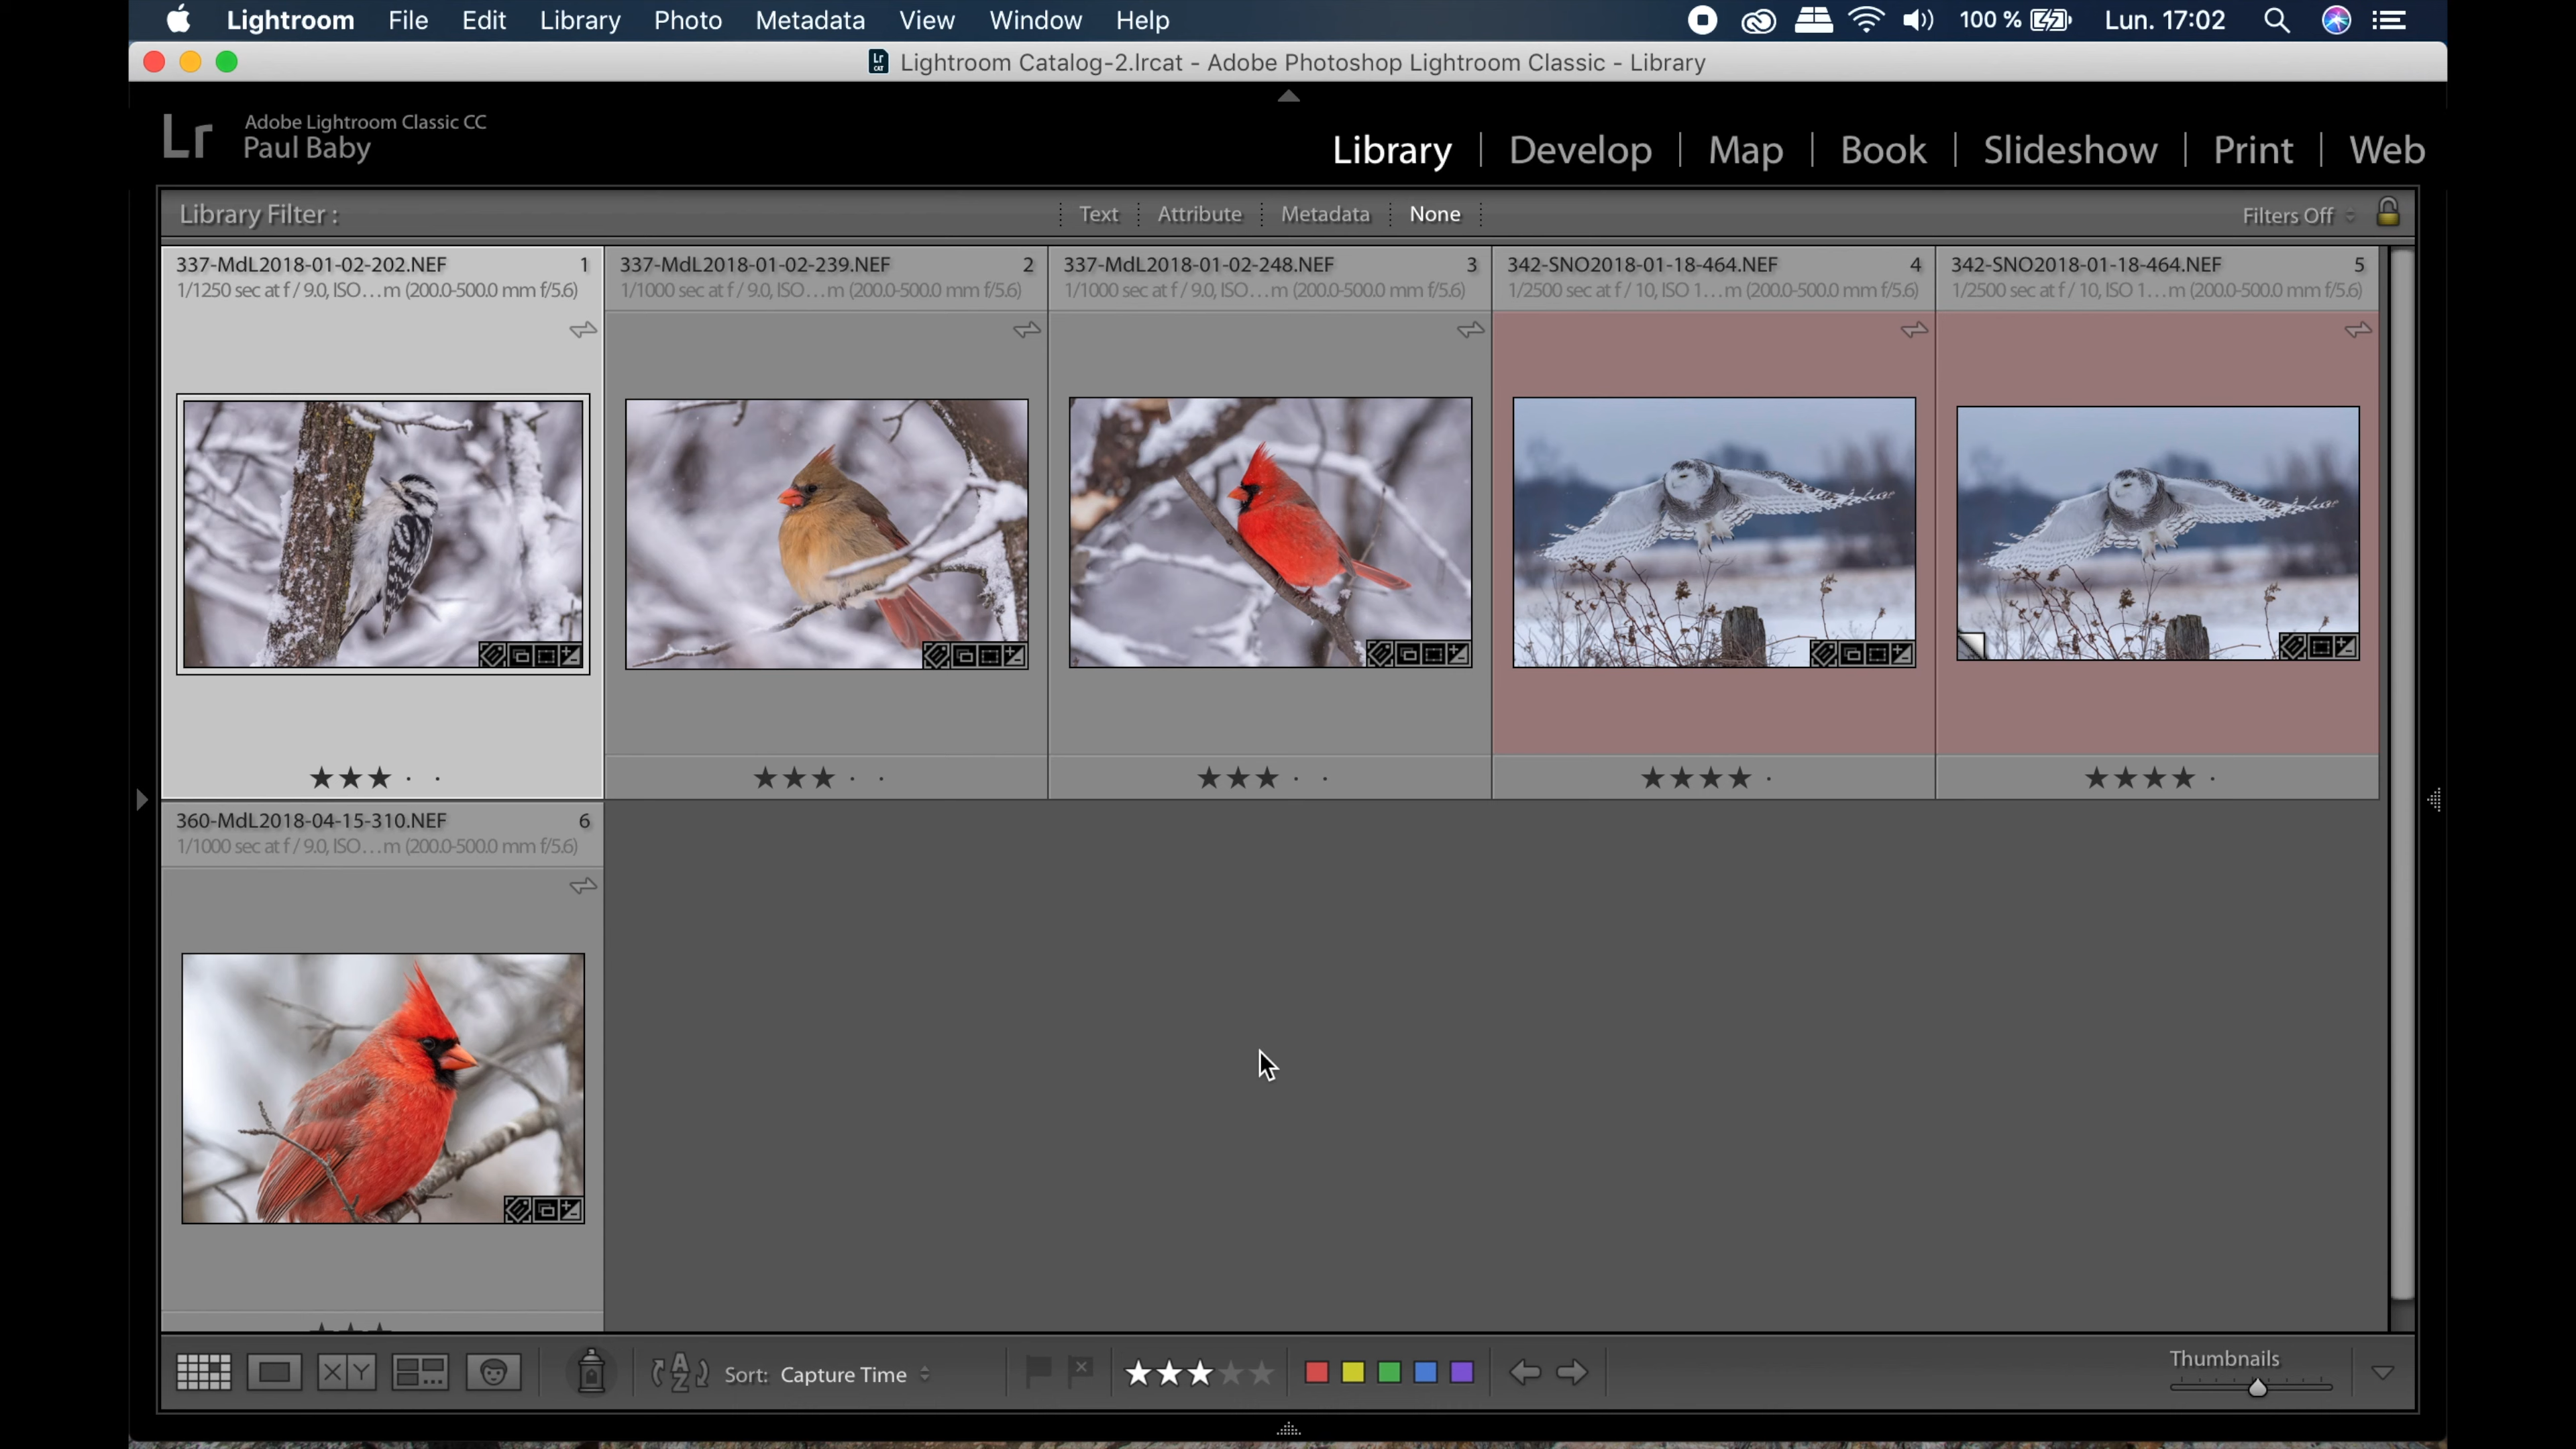 Lightroom File Edit Library Photo Metadata View Window Help 100 % Lun. 17:02
Lr CAT Lightroom Catalog-2.lrcat - Adobe Photoshop Lightroom Classic - Library
Lr Adobe Lightroom Classic CC
Paul Baby
Library | Develop | Map | Book | Slideshow | Print | Web
Library Filter : Text Attribute Metadata None Filters Off
337-MdL2018-01-02-202.NEF 1
1/1250 sec at f / 9.0, ISO…m (200.0-500.0 mm f/5.6)
337-MdL2018-01-02-239.NEF 2
1/1000 sec at f / 9.0, ISO…m (200.0-500.0 mm f/5.6)
337-MdL2018-01-02-248.NEF 3
1/1000 sec at f / 9.0, ISO…m (200.0-500.0 mm f/5.6)
342-SNO2018-01-18-464.NEF 4
1/2500 sec at f / 10, ISO 1…m (200.0-500.0 mm f/5.6)
342-SNO2018-01-18-464.NEF 5
1/2500 sec at f / 10, ISO 1…m (200.0-500.0 mm f/5.6)
360-MdL2018-04-15-310.NEF 6
1/1000 sec at f / 9.0, ISO…m (200.0-500.0 mm f/5.6)
X Y A Z Sort: Capture Time Thumbnails